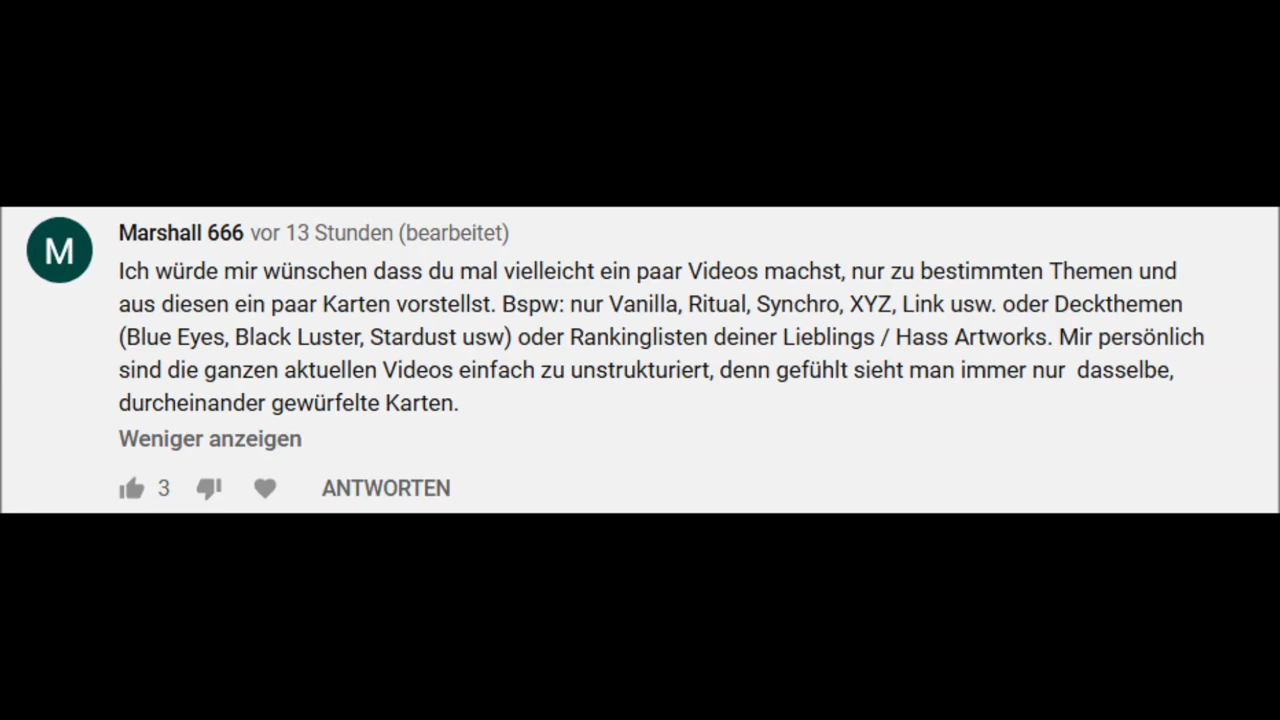 M
Marshall 666 vor 13 Stunden (bearbeitet)
Ich würde mir wünschen dass du mal vielleicht ein paar Videos machst, nur zu bestimmten Themen und
aus diesen ein paar Karten vorstellst. Bspw: nur Vanilla, Ritual, Synchro, XYZ, Link usw. oder Deckthemen
(Blue Eyes, Black Luster, Stardust usw) oder Rankinglisten deiner Lieblings / Hass Artworks. Mir persönlich
sind die ganzen aktuellen Videos einfach zu unstrukturiert, denn gefühlt sieht man immer nur  dasselbe,
durcheinander gewürfelte Karten.
Weniger anzeigen
3 ANTWORTEN